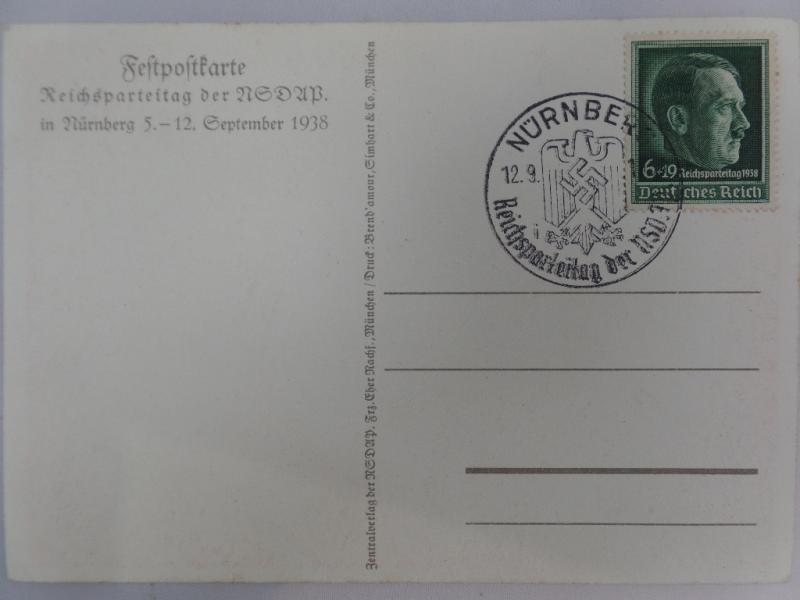 Festpostkarte
Reichsparteitag der NSDAP.
in Nürnberg 5.–12. September 1938
Zentralverlag der NSDAP. Frz. Eher Nachf., München / Druck: Brend'amour, Simhart & Co., München
NÜRNBER
12.9.
i
Reichsparteitag der NSD.
6+19
Reichsparteitag 1938
Deutsches Reich